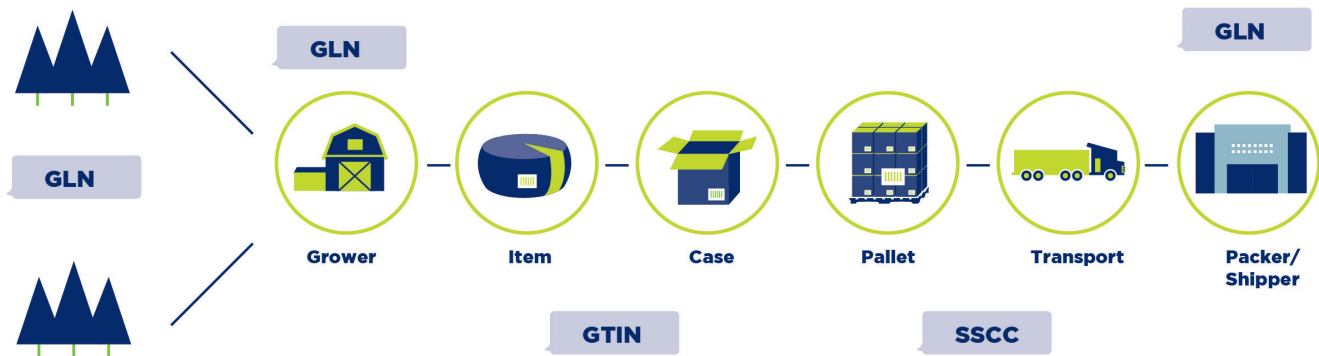 GLN
GLN
GLN
Grower
Item
Case
Pallet
Transport
Packer/
Shipper
GTIN
SSCC